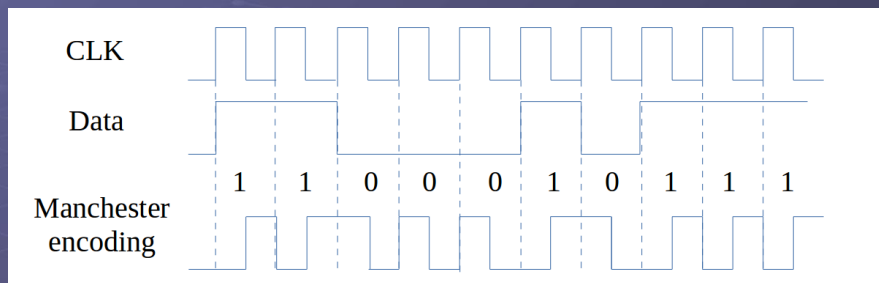 CLK
Data
1 1 0 0 0 1 0 1 1 1
Manchester
encoding